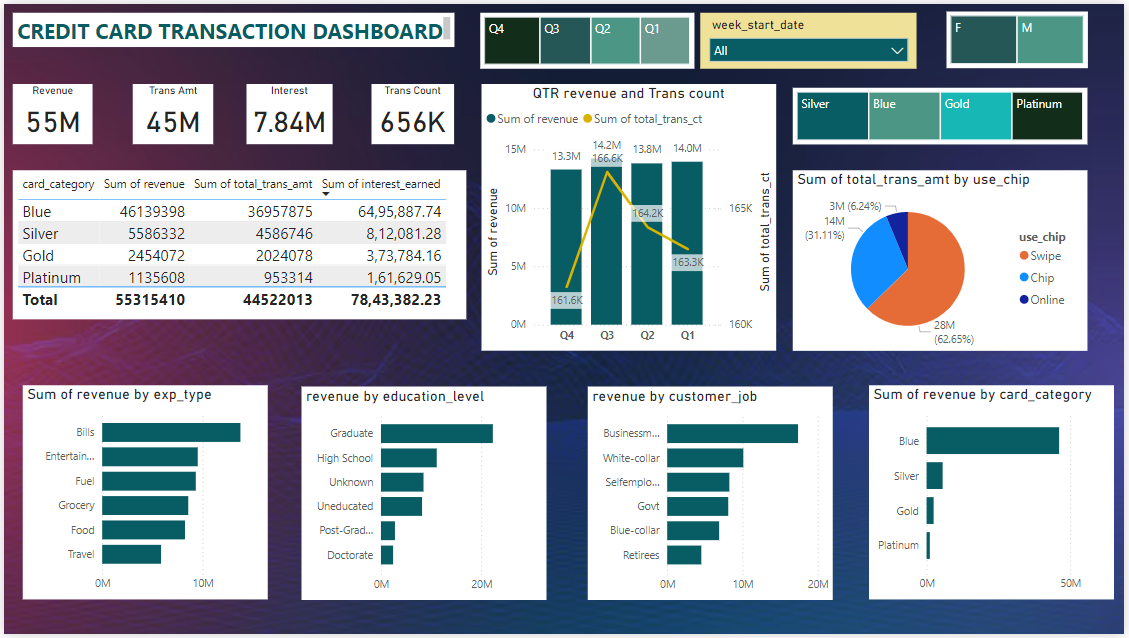 CREDIT CARD TRANSACTION DASHBOARD
Q4 Q3 Q2 Q1
week_start_date
All
F M
Revenue
55M
Trans Amt
45M
Interest
7.84M
Trans Count
656K
Silver Blue Gold Platinum
card_category Sum of revenue Sum of total_trans_amt Sum of interest_earned
Blue 46139398 36957875 64,95,887.74
Silver 5586332 4586746 8,12,081.28
Gold 2454072 2024078 3,73,784.16
Platinum 1135608 953314 1,61,629.05
Total 55315410 44522013 78,43,382.23
QTR revenue and Trans count
Sum of revenue Sum of total_trans_ct
Sum of revenue
15M
10M
5M
0M
13.3M 14.2M 13.8M 14.0M
161.6K 166.6K 164.2K 163.3K
165K
160K
Sum of total_trans_ct
Q4 Q3 Q2 Q1
Sum of total_trans_amt by use_chip
3M (6.24%)
14M
(31.11%)
28M
(62.65%)
use_chip
Swipe
Chip
Online
Sum of revenue by exp_type
Bills
Entertain...
Fuel
Grocery
Food
Travel
0M 10M
revenue by education_level
Graduate
High School
Unknown
Uneducated
Post-Grad...
Doctorate
0M 20M
revenue by customer_job
Businessm...
White-collar
Selfemplo...
Govt
Blue-collar
Retirees
0M 10M 20M
Sum of revenue by card_category
Blue
Silver
Gold
Platinum
0M 50M